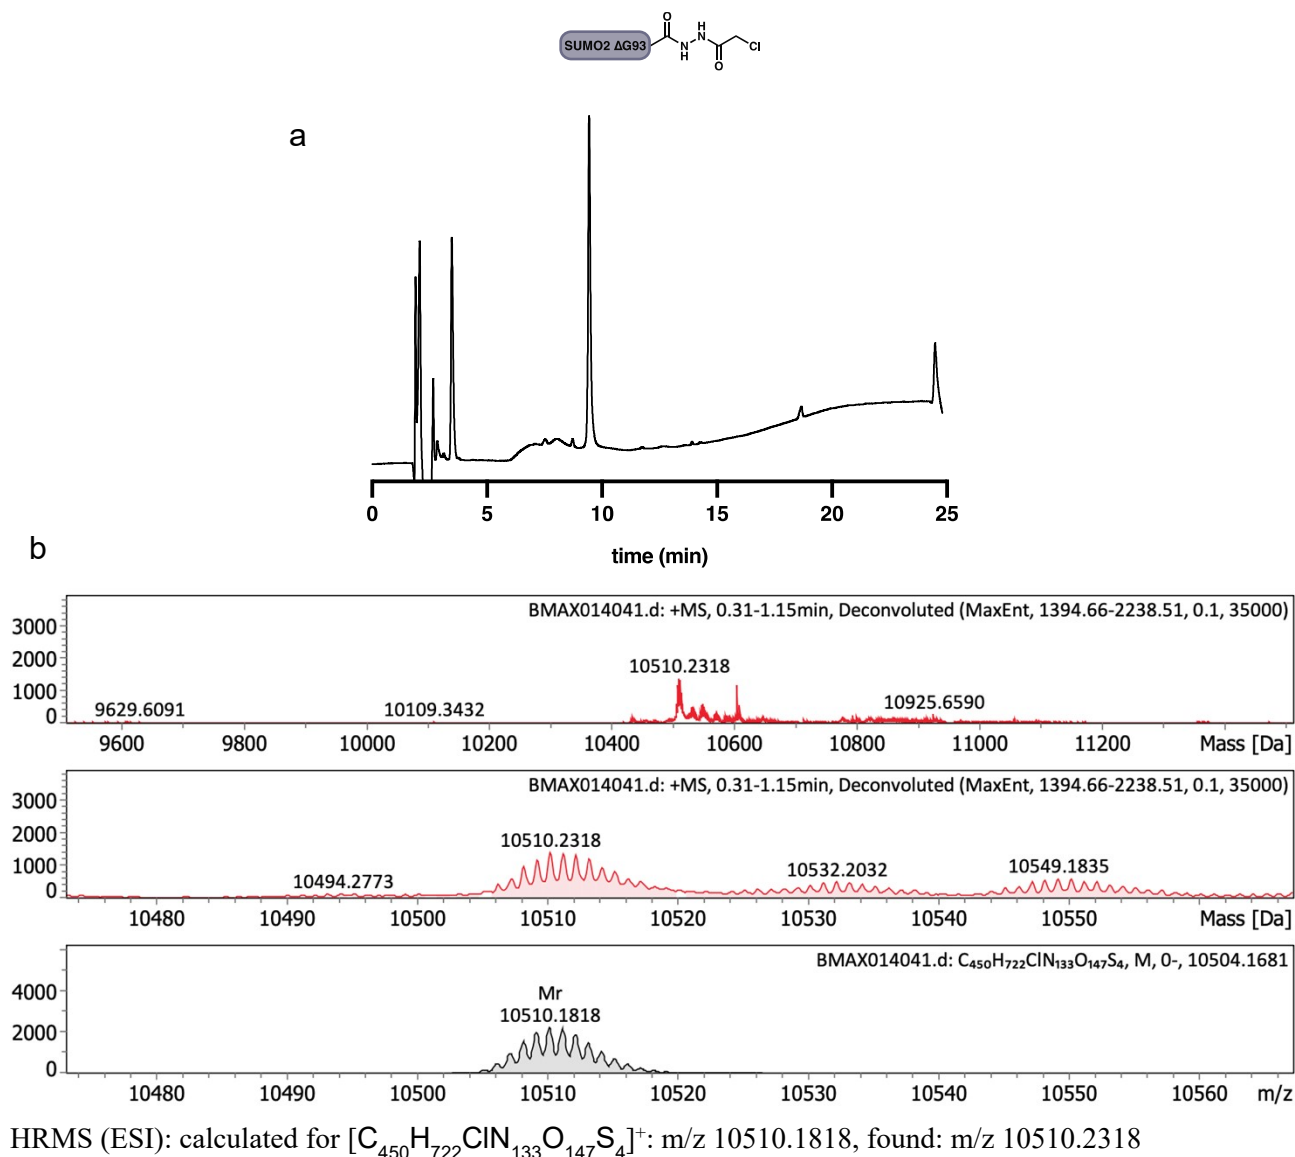 O
SUMO2 ΔG93
N
H
H
N
O
Cl
a
0 5 10 15 20 25
time (min)
b
BMAX014041.d: +MS, 0.31-1.15min, Deconvoluted (MaxEnt, 1394.66-2238.51, 0.1, 35000)
3000
2000
1000
0
10510.2318
9629.6091 10109.3432 10925.6590
9600 9800 10000 10200 10400 10600 10800 11000 11200 Mass [Da]
BMAX014041.d: +MS, 0.31-1.15min, Deconvoluted (MaxEnt, 1394.66-2238.51, 0.1, 35000)
3000
2000
1000
0
10510.2318
10494.2773 10532.2032 10549.1835
10480 10490 10500 10510 10520 10530 10540 10550 Mass [Da]
BMAX014041.d: C₄₅₀H₇₂₂ClN₁₃₃O₁₄₇S₄, M, 0-, 10504.1681
4000
2000
0
Mr
10510.1818
10480 10490 10500 10510 10520 10530 10540 10550 10560 m/z
HRMS (ESI): calculated for [C₄₅₀H₇₂₂ClN₁₃₃O₁₄₇S₄]⁺: m/z 10510.1818, found: m/z 10510.2318